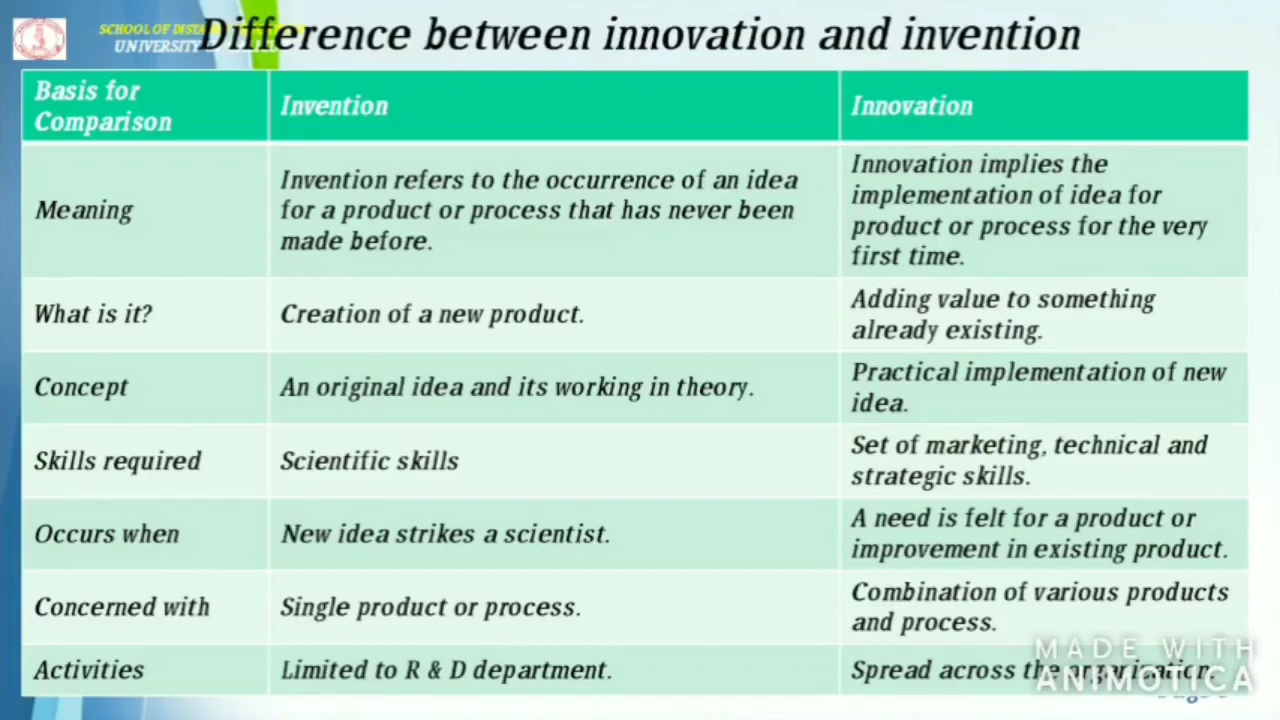 SCHOOL OF
UNIVERSITY
Difference between innovation and invention
Basis for
Comparison
Invention
Innovation
Meaning
Invention refers to the occurrence of an idea
for a product or process that has never been
made before.
Innovation implies the
implementation of idea for
product or process for the very
first time.
What is it?
Creation of a new product.
Adding value to something
already existing.
Concept
An original idea and its working in theory.
Practical implementation of new
idea.
Skills required
Scientific skills
Set of marketing, technical and
strategic skills.
Occurs when
New idea strikes a scientist.
A need is felt for a product or
improvement in existing product.
Concerned with
Single product or process.
Combination of various products
and process.
Activities
Limited to R & D department.
Spread across the organization.
MADE WITH
ANIMOTICA